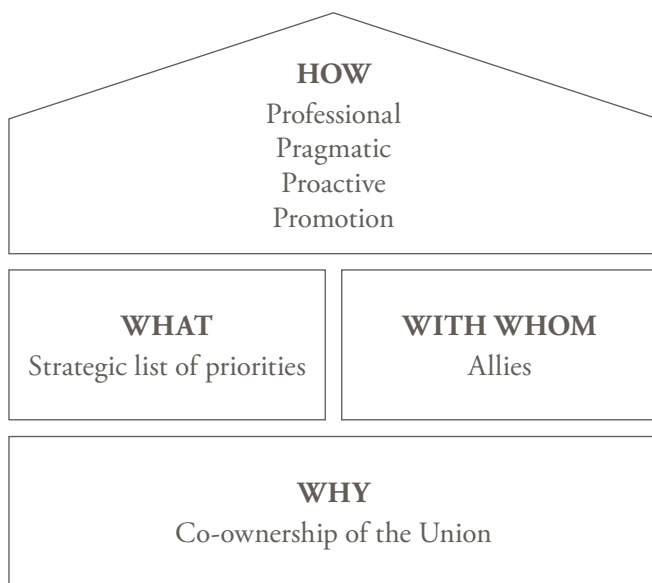 HOW
Professional
Pragmatic
Proactive
Promotion
WHAT
Strategic list of priorities
WITH WHOM
Allies
WHY
Co-ownership of the Union